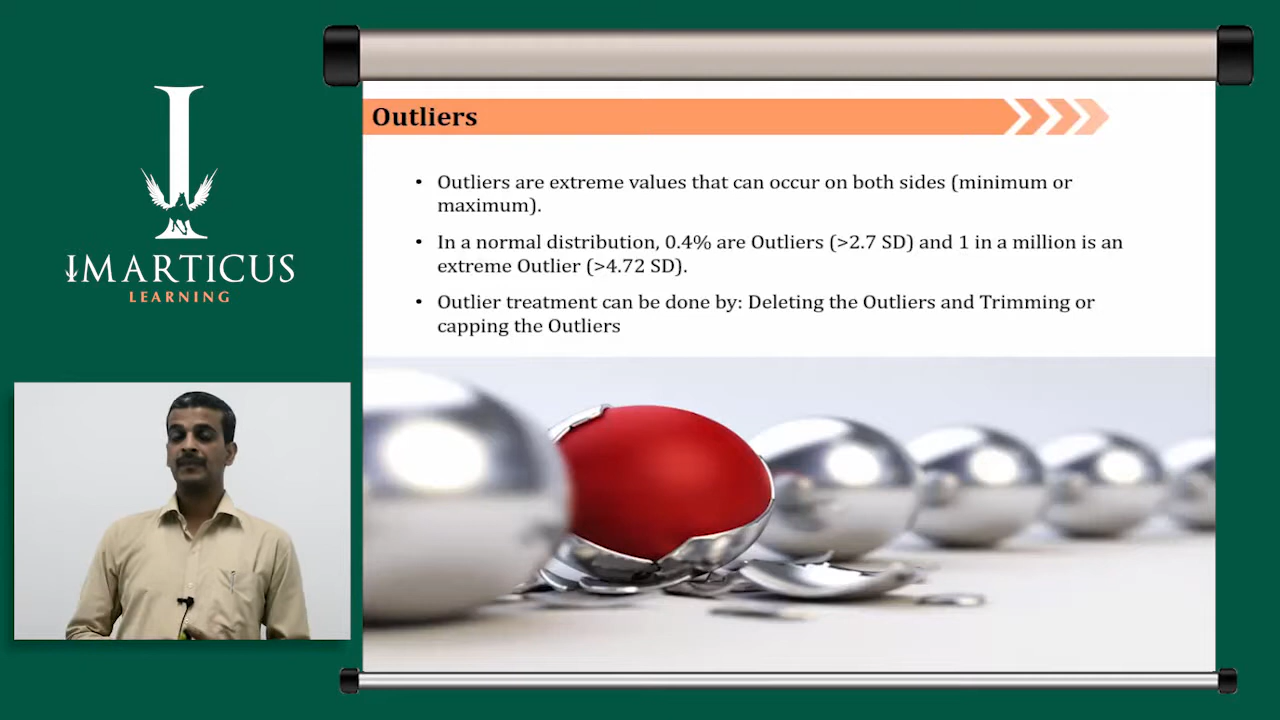 IMARTICUS
LEARNING
Outliers
• Outliers are extreme values that can occur on both sides (minimum or
maximum).
• In a normal distribution, 0.4% are Outliers (>2.7 SD) and 1 in a million is an
extreme Outlier (>4.72 SD).
• Outlier treatment can be done by: Deleting the Outliers and Trimming or
capping the Outliers